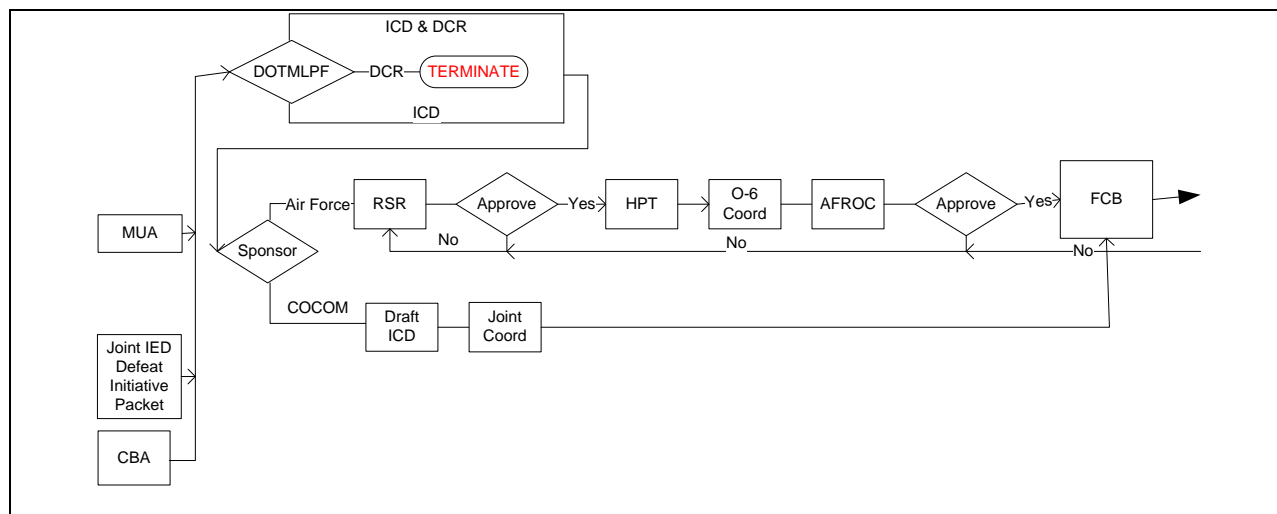 ICD & DCR
DOTMLPF
DCR
TERMINATE
ICD
Air Force
RSR
Approve
Yes
HPT
O-6
Coord
AFROC
Approve
Yes
FCB
MUA
Sponsor
No
No
No
COCOM
Draft
ICD
Joint
Coord
Joint IED
Defeat
Initiative
Packet
CBA